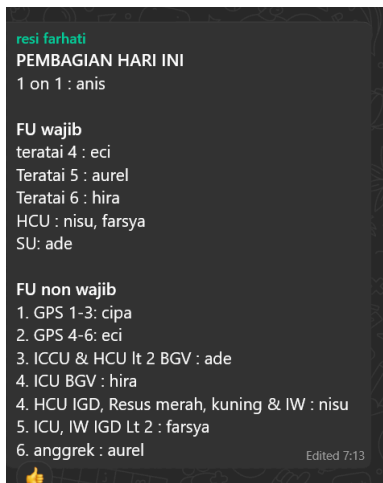 resi farhati
PEMBAGIAN HARI INI
1 on 1 : anis
FU wajib
teratai 4 : eci
Teratai 5 : aurel
Teratai 6 : hira
HCU : nisu, farsya
SU: ade
FU non wajib
1. GPS 1-3: cipa
2. GPS 4-6: eci
3. ICCU & HCU lt 2 BGV : ade
4. ICU BGV : hira
4. HCU IGD, Resus merah, kuning & IW : nisu
5. ICU, IW IGD Lt 2 : farsya
6. anggrek : aurel
Edited 7:13